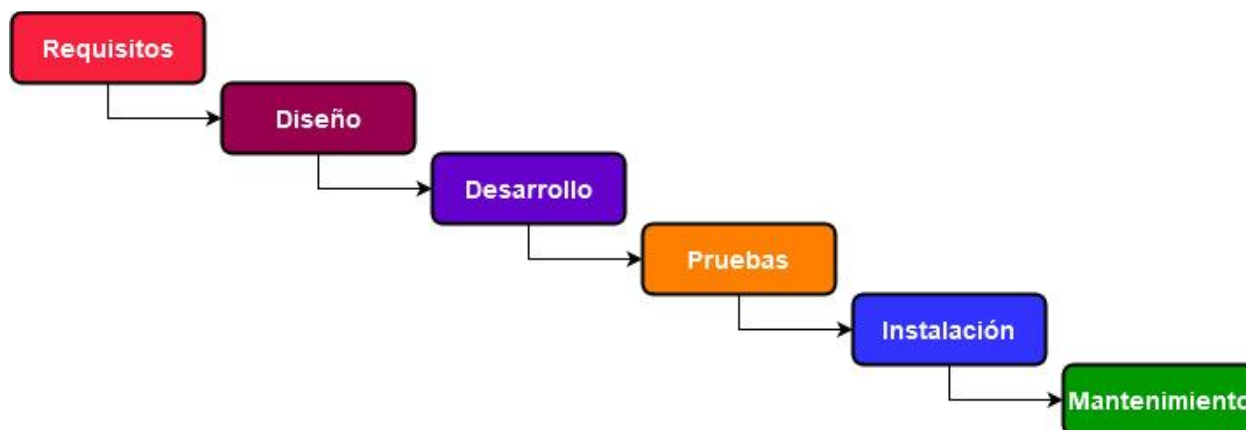 Requisitos
Diseño
Desarrollo
Pruebas
Instalación
Mantenimiento